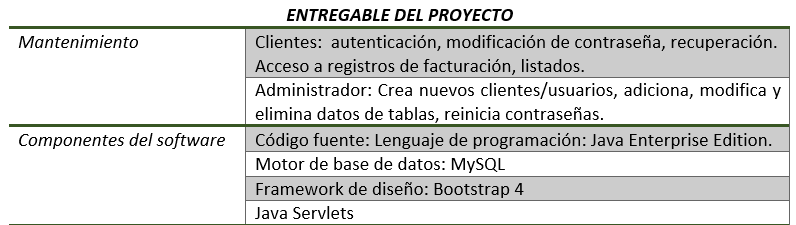 ENTREGABLE DEL PROYECTO
Mantenimiento
Clientes:  autenticación, modificación de contraseña, recuperación.
Acceso a registros de facturación, listados.
Administrador: Crea nuevos clientes/usuarios, adiciona, modifica y
elimina datos de tablas, reinicia contraseñas.
Componentes del software
Código fuente: Lenguaje de programación: Java Enterprise Edition.
Motor de base de datos: MySQL
Framework de diseño: Bootstrap 4
Java Servlets